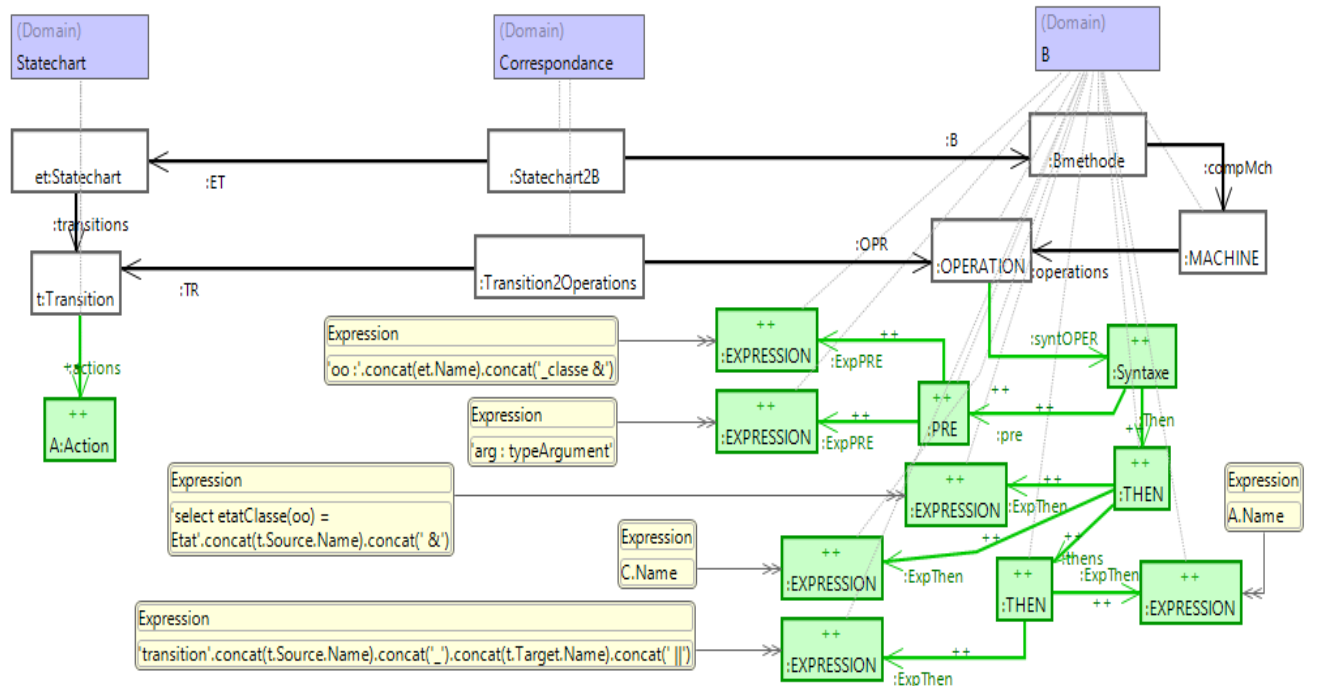 (Domain)
Statechart
(Domain)
Correspondance
(Domain)
B
et:Statechart
:ET
:Statechart2B
:B
:Bmethode
:compMch
:transitions
t:Transition
:TR
:Transition2Operations
:OPR
:OPERATION
:operations
:MACHINE
+actions
++
A:Action
Expression
'oo :'.concat(et.Name).concat('_classe &')
++
:EXPRESSION
++
:ExpPRE
:syntOPER
++
:Syntaxe
Expression
'arg : typeArgument'
++
:EXPRESSION
++
:ExpPRE
++
:PRE
++
++
:pre
:Then
++
Expression
'select etatClasse(oo) =
Etat'.concat(t.Source.Name).concat(' &')
++
:EXPRESSION
++
:ExpThen
++
:THEN
Expression
A.Name
Expression
C.Name
++
:EXPRESSION
++
:ExpThen
++
:thens
++
:THEN
:ExpThen
++
++
:EXPRESSION
Expression
'transition'.concat(t.Source.Name).concat('_').concat(t.Target.Name).concat(' ||')
++
:EXPRESSION
++
:ExpThen